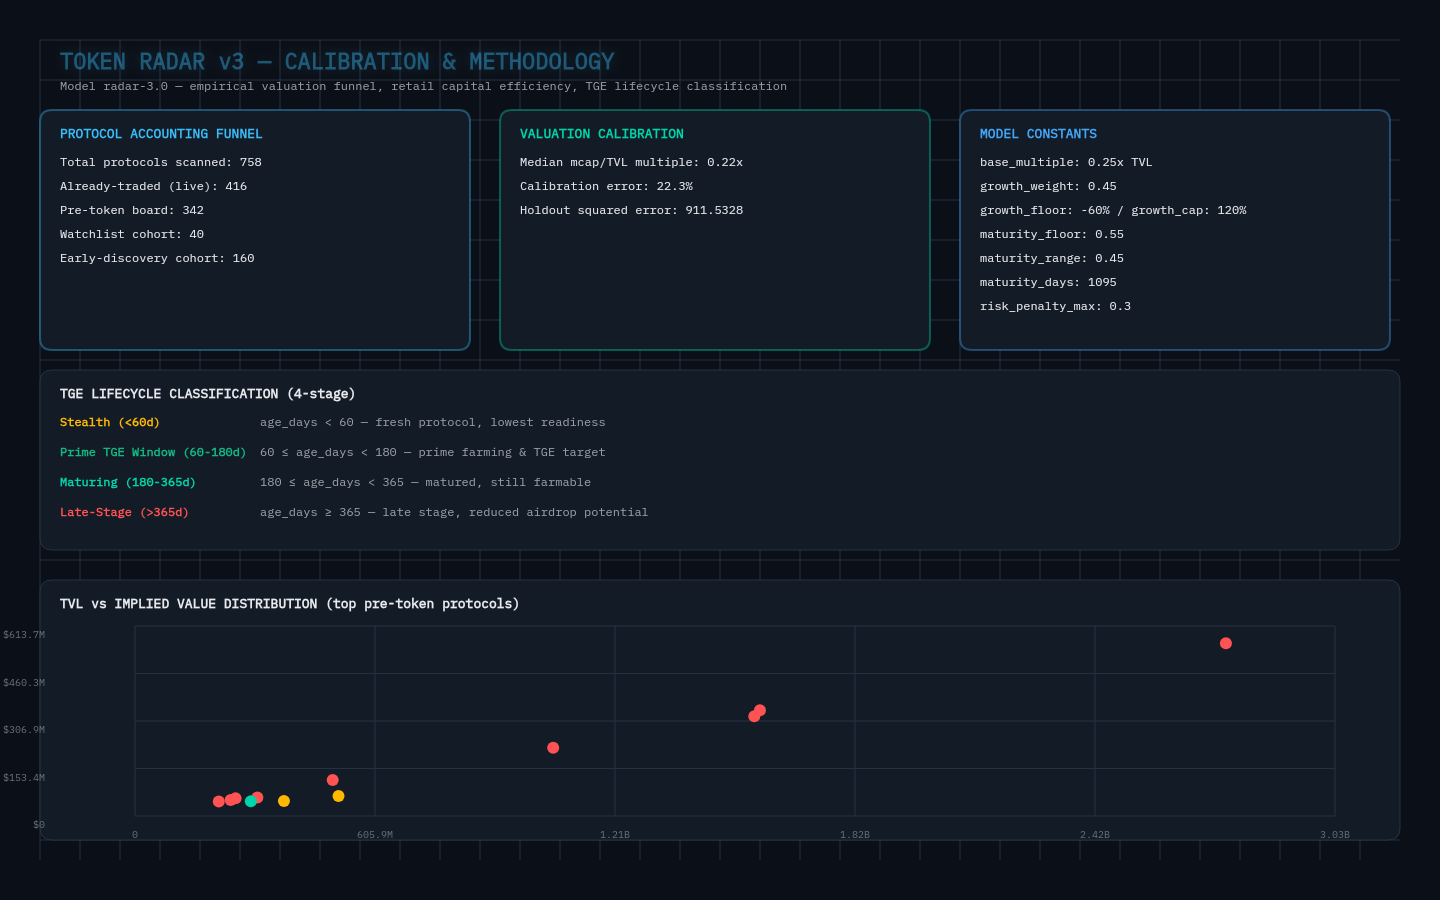 TOKEN RADAR v3 — CALIBRATION & METHODOLOGY
Model radar-3.0 — empirical valuation funnel, retail capital efficiency, TGE lifecycle classification
PROTOCOL ACCOUNTING FUNNEL
Total protocols scanned: 758
Already-traded (live): 416
Pre-token board: 342
Watchlist cohort: 40
Early-discovery cohort: 160
VALUATION CALIBRATION
Median mcap/TVL multiple: 0.22x
Calibration error: 22.3%
Holdout squared error: 911.5328
MODEL CONSTANTS
base_multiple: 0.25x TVL
growth_weight: 0.45
growth_floor: -60% / growth_cap: 120%
maturity_floor: 0.55
maturity_range: 0.45
maturity_days: 1095
risk_penalty_max: 0.3
TGE LIFECYCLE CLASSIFICATION (4-stage)
Stealth (<60d) age_days < 60 — fresh protocol, lowest readiness
Prime TGE Window (60-180d) 60 ≤ age_days < 180 — prime farming & TGE target
Maturing (180-365d) 180 ≤ age_days < 365 — matured, still farmable
Late-Stage (>365d) age_days ≥ 365 — late stage, reduced airdrop potential
TVL vs IMPLIED VALUE DISTRIBUTION (top pre-token protocols)
$613.7M
$460.3M
$306.9M
$153.4M
$0
0 605.9M 1.21B 1.82B 2.42B 3.03B